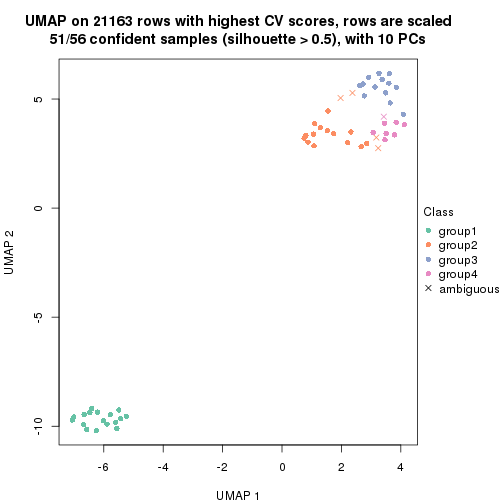 UMAP on 21163 rows with highest CV scores, rows are scaled
51/56 confident samples (silhouette > 0.5), with 10 PCs
UMAP 2
5
0
-5
-10
-6
-4
-2
0
2
4
UMAP 1
Class
group1
group2
group3
group4
ambiguous